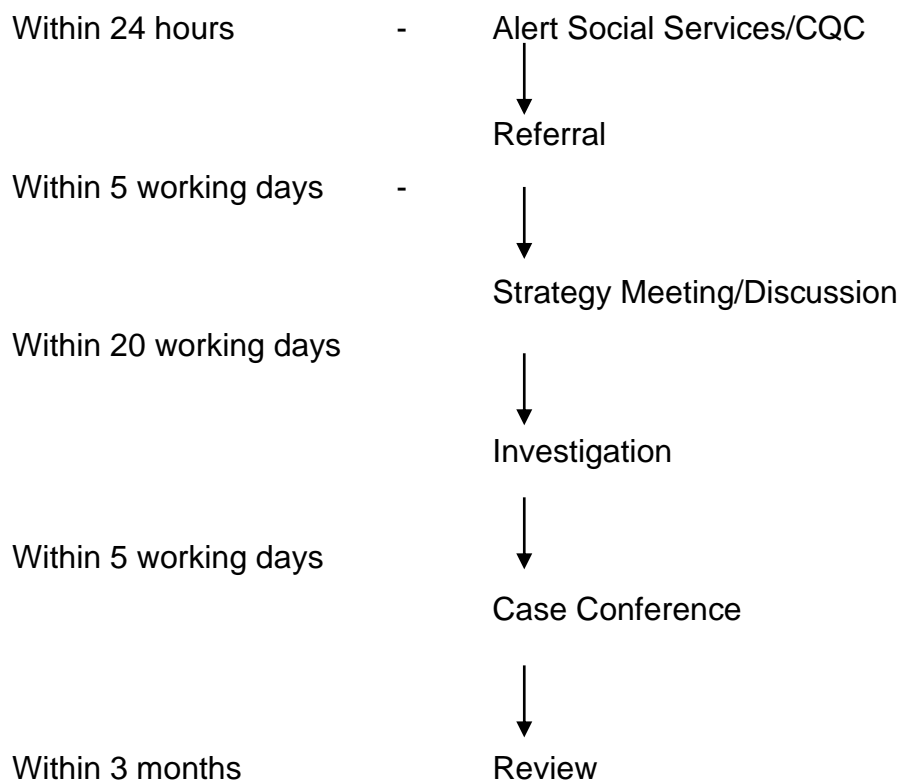 Within 24 hours - Alert Social Services/CQC
Referral
Within 5 working days -
Strategy Meeting/Discussion
Within 20 working days
Investigation
Within 5 working days
Case Conference
Within 3 months Review